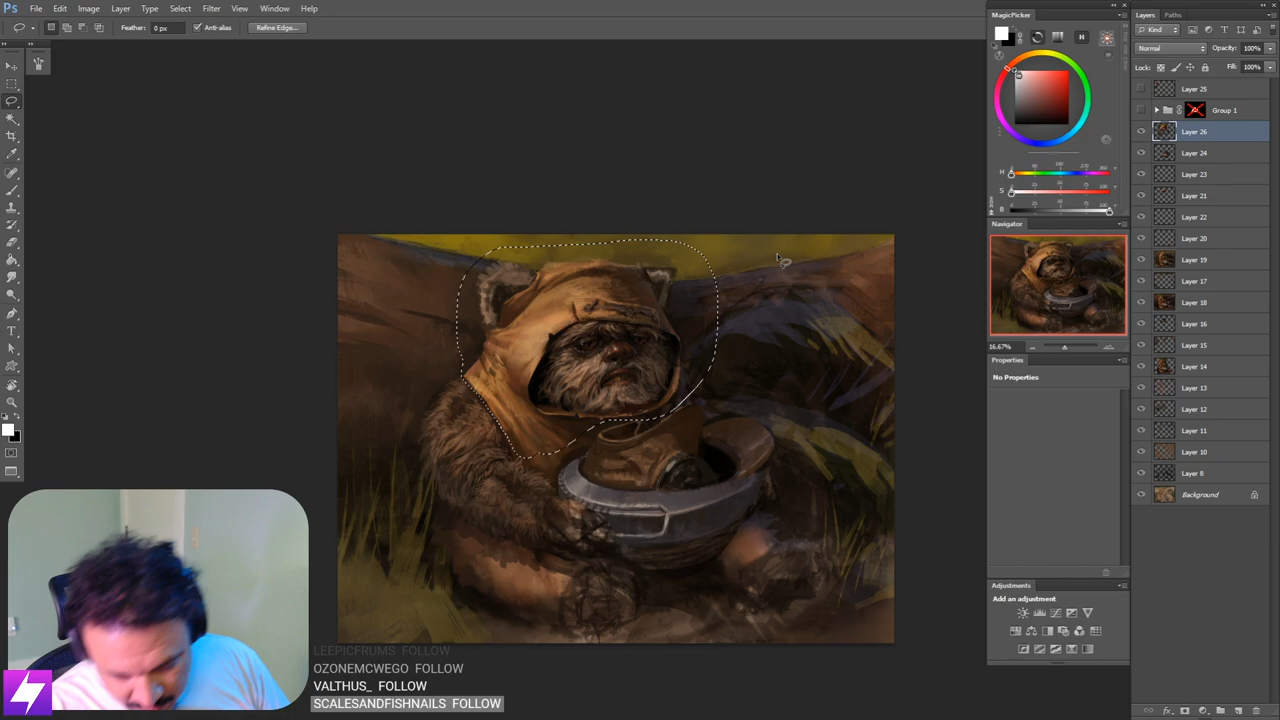 Ps File Edit Image Layer Type Select Filter View Window Help
Feather: 0 px Anti-alias Refine Edge...
MagicPicker
H
H
S
B
Navigator
16.67%
Properties
No Properties
Adjustments
Add an adjustment
Layers Paths
Kind
Normal Opacity: 100%
Lock: Fill: 100%
Layer 25
Group 1
Layer 26
Layer 24
Layer 23
Layer 21
Layer 22
Layer 20
Layer 19
Layer 17
Layer 18
Layer 16
Layer 15
Layer 14
Layer 13
Layer 12
Layer 11
Layer 10
Layer 8
Background
LEEPICFRUMS FOLLOW
OZONEMCWEGO FOLLOW
VALTHUS_ FOLLOW
SCALESANDFISHNAILS FOLLOW